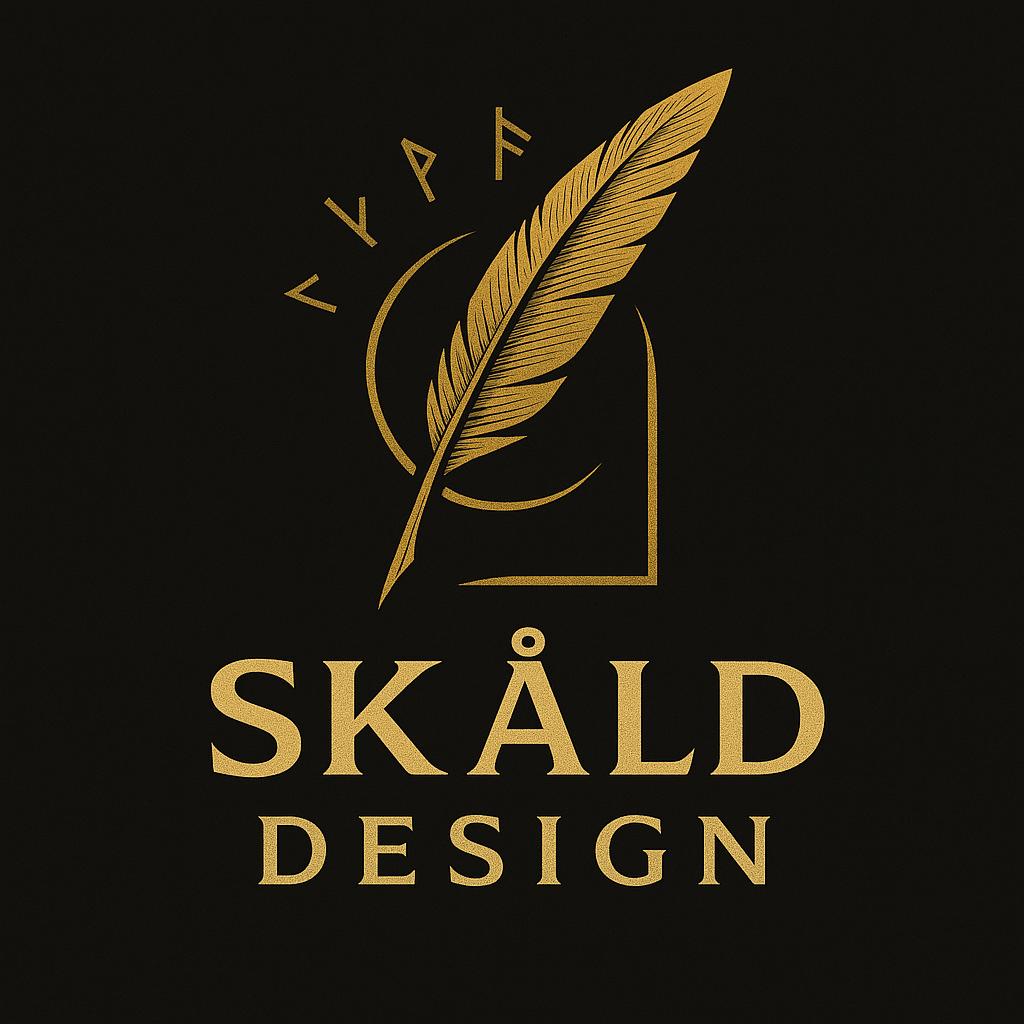 ᚲ ᚴ ᚹ ᚨ
SKÅLD
DESIGN